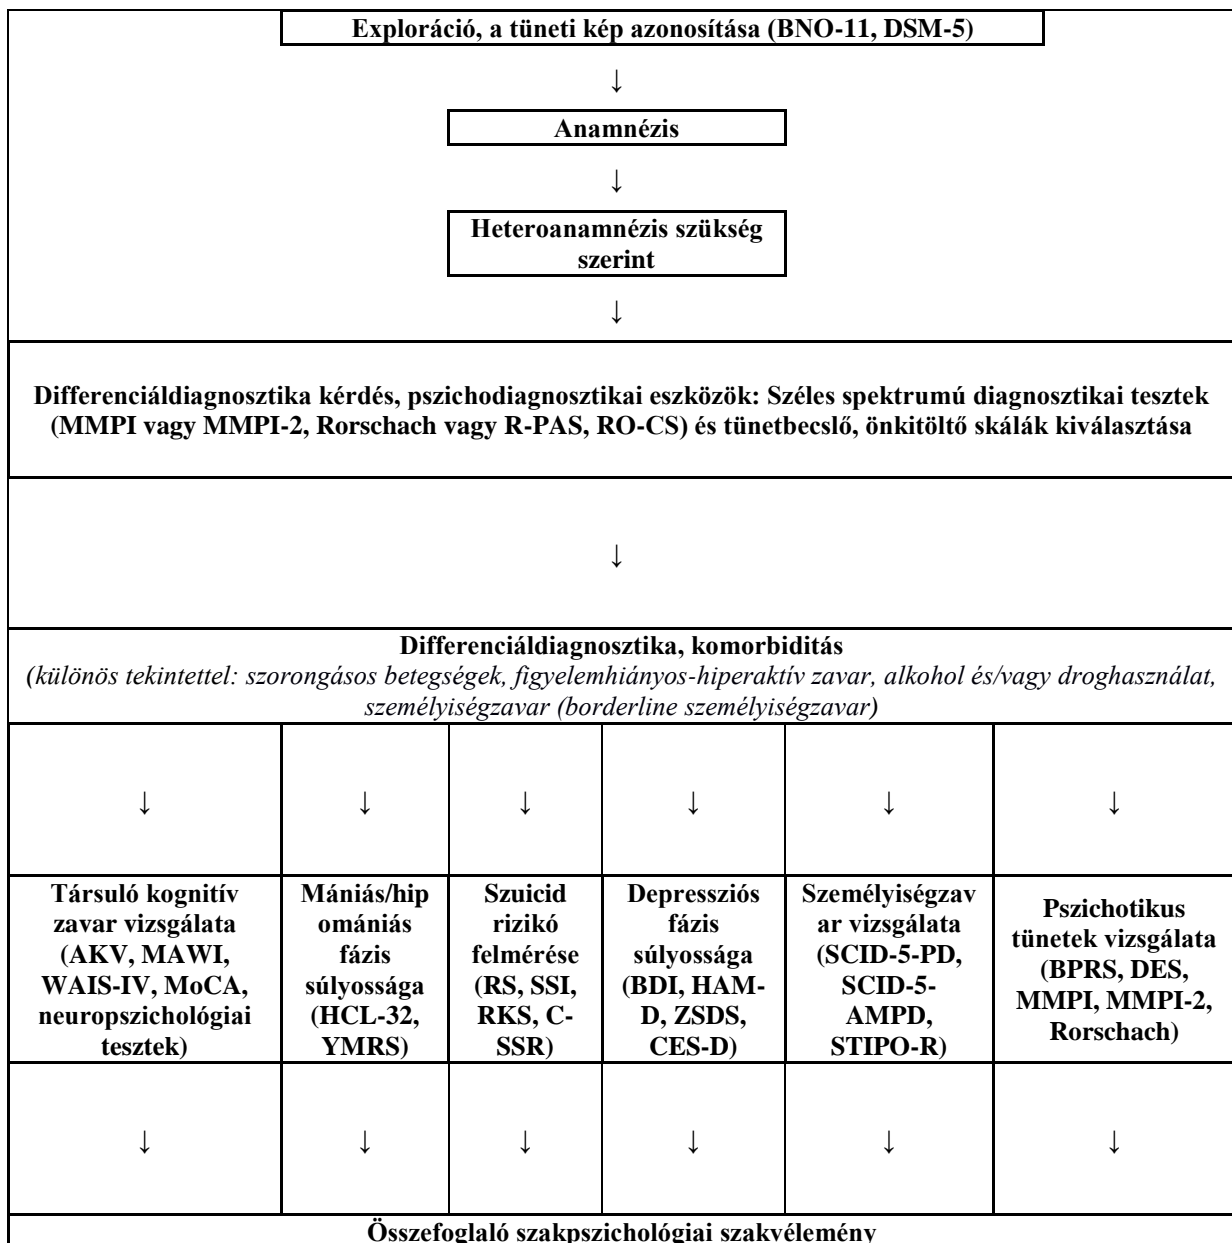 Exploráció, a tüneti kép azonosítása (BNO-11, DSM-5)
↓
Anamnézis
↓
Heteroanamnézis szükség
szerint
↓
Differenciáldiagnosztika kérdés, pszichodiagnosztikai eszközök: Széles spektrumú diagnosztikai tesztek
(MMPI vagy MMPI-2, Rorschach vagy R-PAS, RO-CS) és tünetbecslő, önkitöltő skálák kiválasztása
↓
Differenciáldiagnosztika, komorbiditás
(különös tekintettel: szorongásos betegségek, figyelemhiányos-hiperaktív zavar, alkohol és/vagy droghasználat,
személyiségzavar (borderline személyiségzavar)
↓ ↓ ↓ ↓ ↓ ↓
Társuló kognitív
zavar vizsgálata
(AKV, MAWI,
WAIS-IV, MoCA,
neuropszichológiai
tesztek)
Mániás/hip
omániás
fázis
súlyossága
(HCL-32,
YMRS)
Szuicid
rizikó
felmérése
(RS, SSI,
RKS, C-
SSR)
Depressziós
fázis
súlyossága
(BDI, HAM-
D, ZSDS,
CES-D)
Személyiségzav
ar vizsgálata
(SCID-5-PD,
SCID-5-
AMPD,
STIPO-R)
Pszichotikus
tünetek vizsgálata
(BPRS, DES,
MMPI, MMPI-2,
Rorschach)
↓ ↓ ↓ ↓ ↓ ↓
Összefoglaló szakpszichológiai szakvélemény